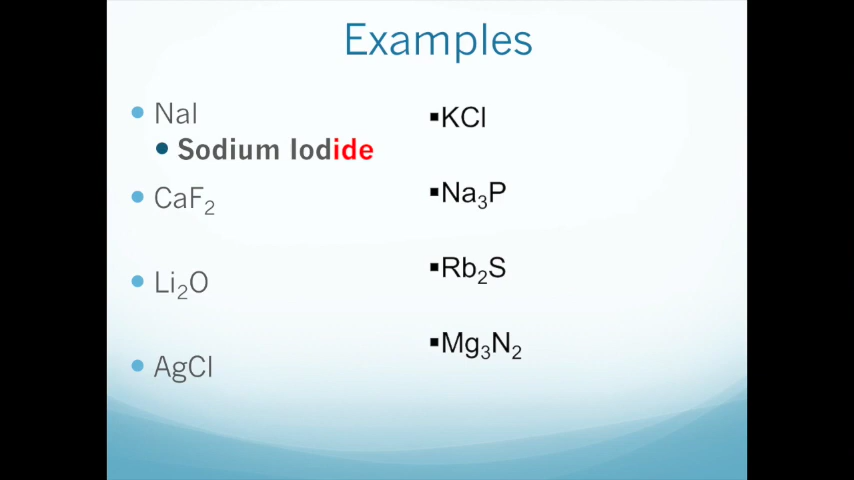 Examples
• NaI
• Sodium Iodide
• CaF₂
• Li₂O
• AgCl
▪KCl
▪Na₃P
▪Rb₂S
▪Mg₃N₂